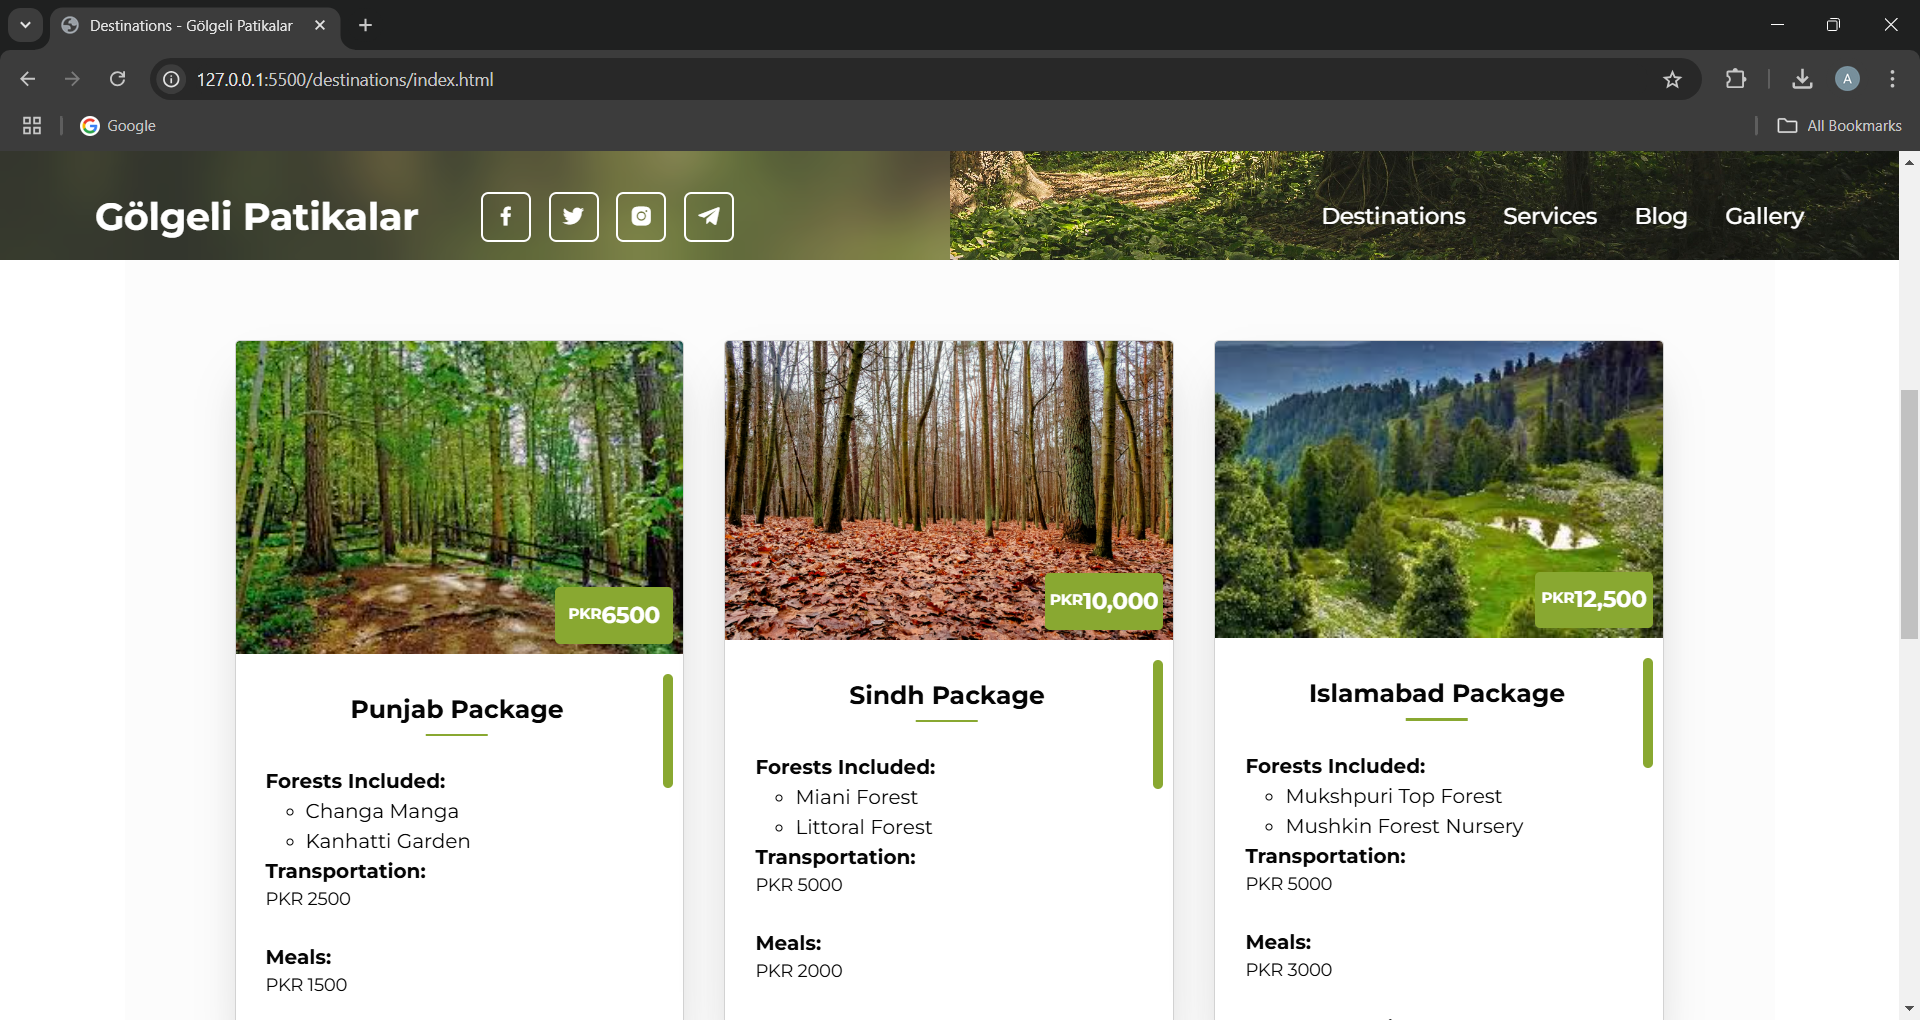 Destinations - Gölgeli Patikalar
127.0.0.1:5500/destinations/index.html
A
Google
All Bookmarks
Gölgeli Patikalar
Destinations Services Blog Gallery
PKR6500
Punjab Package
Forests Included:
Changa Manga
Kanhatti Garden
Transportation:
PKR 2500
Meals:
PKR 1500
PKR10,000
Sindh Package
Forests Included:
Miani Forest
Littoral Forest
Transportation:
PKR 5000
Meals:
PKR 2000
PKR12,500
Islamabad Package
Forests Included:
Mukshpuri Top Forest
Mushkin Forest Nursery
Transportation:
PKR 5000
Meals:
PKR 3000